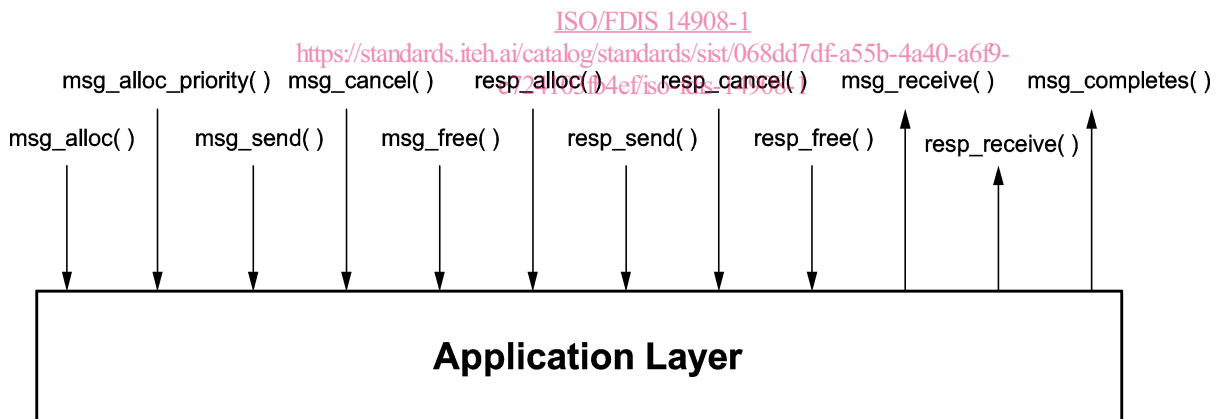 ISO/FDIS 14908-1
https://standards.iteh.ai/catalog/standards/sist/068dd7df-a55b-4a40-a6f9-
msg_alloc_priority( ) msg_cancel( ) resp_alloc( ) resp_cancel( ) msg_receive( ) msg_completes( )
msg_alloc( ) msg_send( ) msg_free( ) resp_send( ) resp_free( ) resp_receive( )
Application Layer